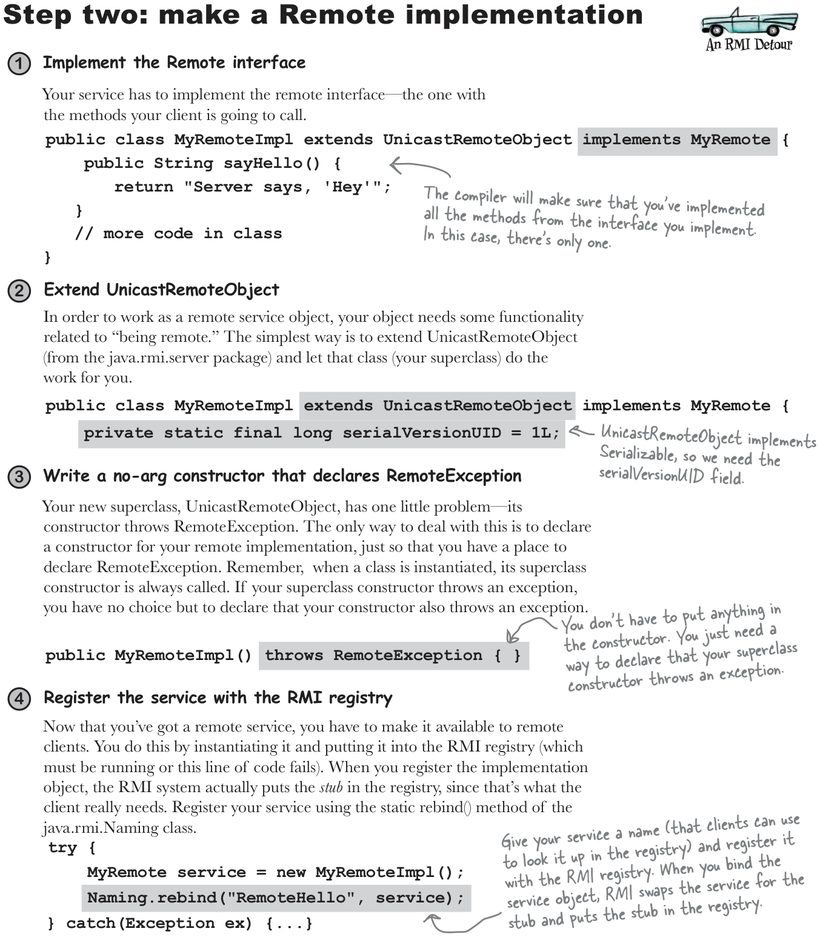 Step two: make a Remote implementation
An RMI Detour
1 Implement the Remote interface
Your service has to implement the remote interface—the one with
the methods your client is going to call.
public class MyRemoteImpl extends UnicastRemoteObject implements MyRemote {
public String sayHello() {
return "Server says, 'Hey'";
}
// more code in class
}
The compiler will make sure that you've implemented
all the methods from the interface you implement.
In this case, there's only one.
2 Extend UnicastRemoteObject
In order to work as a remote service object, your object needs some functionality
related to “being remote.” The simplest way is to extend UnicastRemoteObject
(from the java.rmi.server package) and let that class (your superclass) do the
work for you.
public class MyRemoteImpl extends UnicastRemoteObject implements MyRemote {
private static final long serialVersionUID = 1L;
UnicastRemoteObject implements
Serializable, so we need the
serialVersionUID field.
3 Write a no-arg constructor that declares RemoteException
Your new superclass, UnicastRemoteObject, has one little problem—its
constructor throws RemoteException. The only way to deal with this is to declare
a constructor for your remote implementation, just so that you have a place to
declare RemoteException. Remember, when a class is instantiated, its superclass
constructor is always called. If your superclass constructor throws an exception,
you have no choice but to declare that your constructor also throws an exception.
public MyRemoteImpl() throws RemoteException { }
You don't have to put anything in
the constructor. You just need a
way to declare that your superclass
constructor throws an exception.
4 Register the service with the RMI registry
Now that you’ve got a remote service, you have to make it available to remote
clients. You do this by instantiating it and putting it into the RMI registry (which
must be running or this line of code fails). When you register the implementation
object, the RMI system actually puts the stub in the registry, since that’s what the
client really needs. Register your service using the static rebind() method of the
java.rmi.Naming class.
try {
MyRemote service = new MyRemoteImpl();
Naming.rebind("RemoteHello", service);
} catch(Exception ex) {...}
Give your service a name (that clients can use
to look it up in the registry) and register it
with the RMI registry. When you bind the
service object, RMI swaps the service for the
stub and puts the stub in the registry.